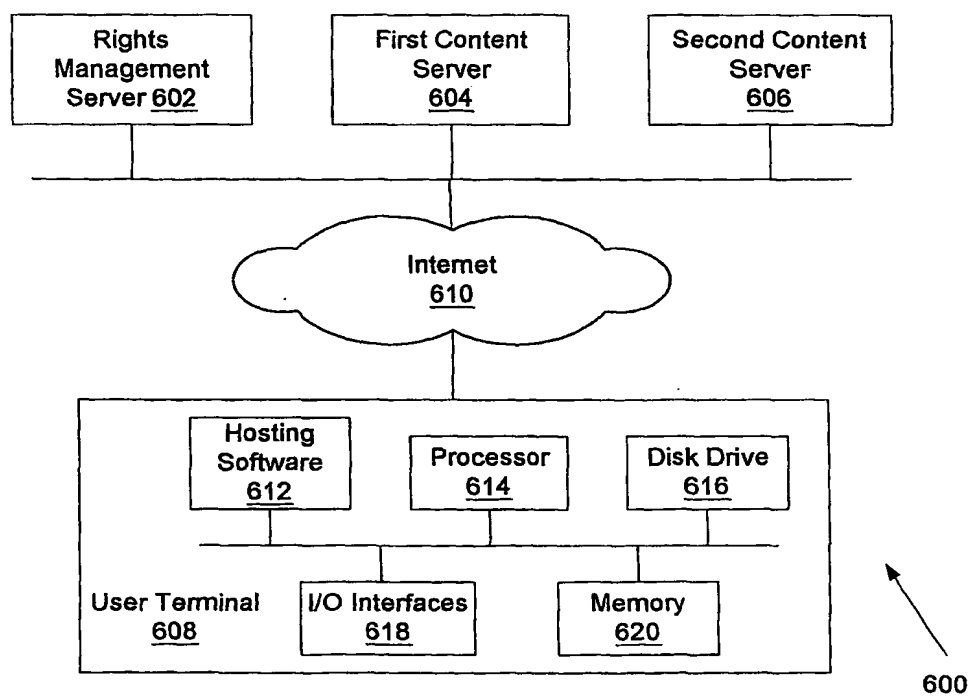 Rights
Management
Server 602
First Content
Server
604
Second Content
Server
606
Internet
610
Hosting
Software
612
Processor
614
Disk Drive
616
User Terminal
608
I/O Interfaces
618
Memory
620
600